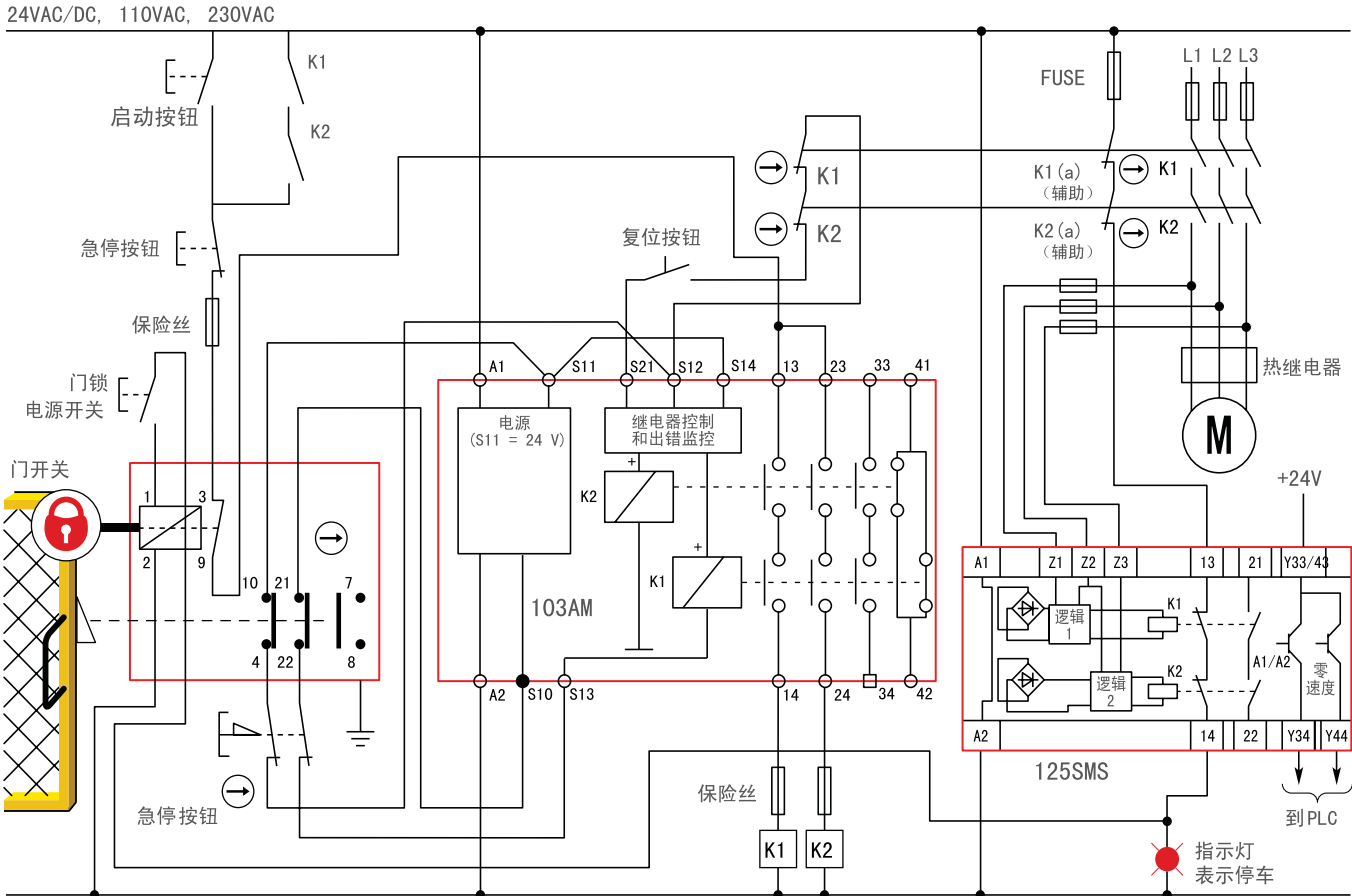 24VAC/DC, 110VAC, 230VAC
启动按钮
K1
K2
急停按钮
保险丝
门锁
电源开关
门开关
1
3
2
9
10
21
7
4
22
8
急停按钮
复位按钮
K1
K2
A1
S11
S21
S12
S14
13
23
33
41
电源
(S11 = 24 V)
继电器控制
和出错监控
+
K2
+
K1
103AM
A2
S10
S13
14
24
34
42
保险丝
K1
K2
FUSE
L1
L2
L3
K1(a)
(辅助)
K1
K2(a)
(辅助)
K2
热继电器
M
+24V
A1
Z1
Z2
Z3
13
21
Y33/43
逻辑
1
K1
A1/A2
零
速度
逻辑
2
K2
A2
14
22
Y34
Y44
125SMS
到PLC
指示灯
表示停车